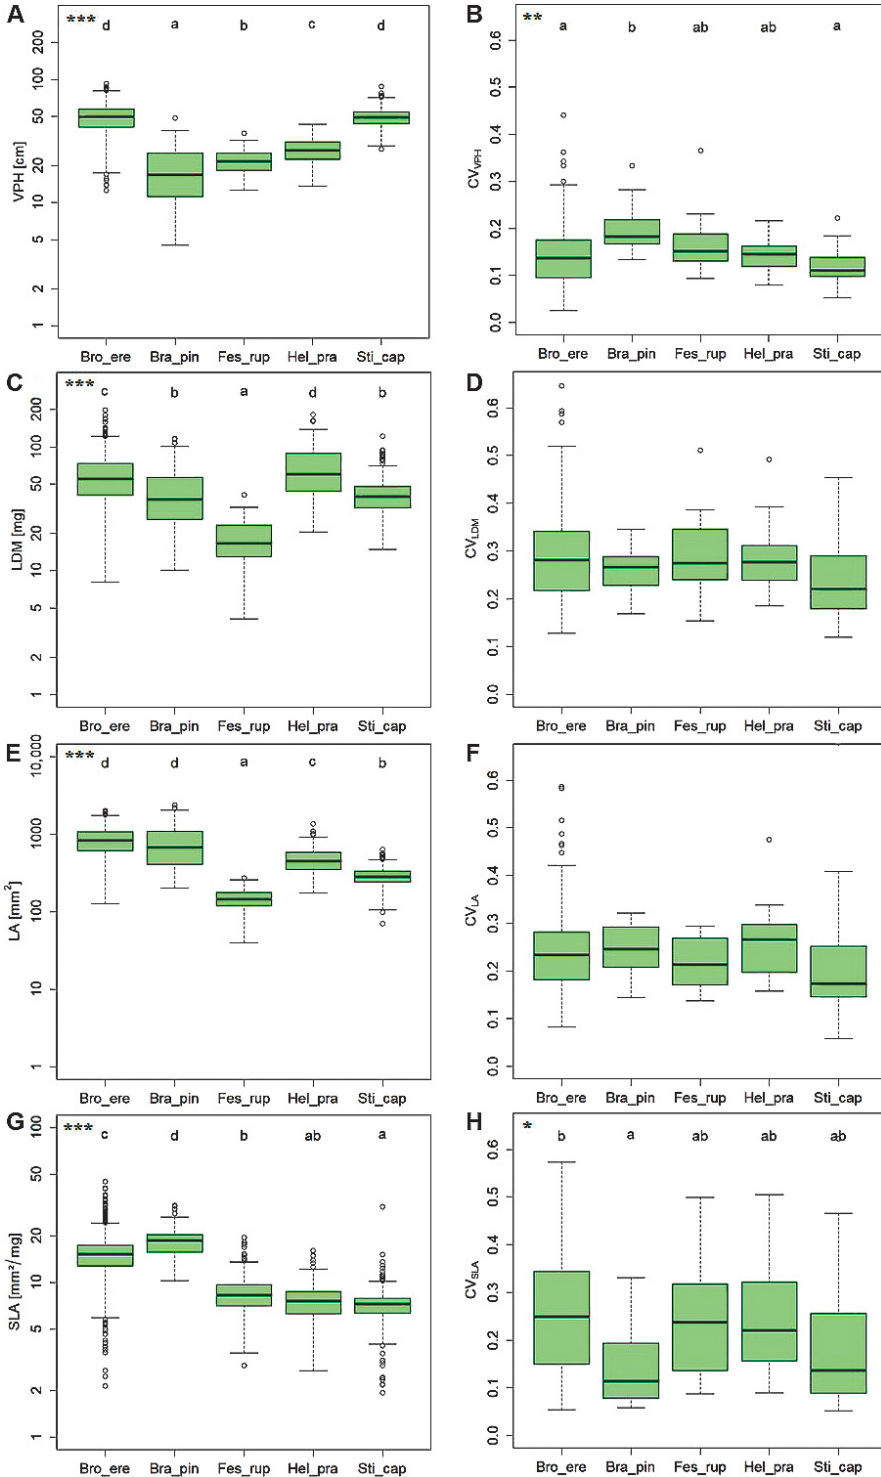 A
***
d a b c d
VPH [cm]
200
100
50
20
10
5
2
1
Bro_ere Bra_pin Fes_rup Hel_pra Sti_cap
B
**
a b ab ab a
CV_VPH
0.6
0.5
0.4
0.3
0.2
0.1
0.0
Bro_ere Bra_pin Fes_rup Hel_pra Sti_cap
C
***
c b a d b
LDM [mg]
200
100
50
20
10
5
2
1
Bro_ere Bra_pin Fes_rup Hel_pra Sti_cap
D
CV_LDM
0.6
0.5
0.4
0.3
0.2
0.1
0.0
Bro_ere Bra_pin Fes_rup Hel_pra Sti_cap
E
***
d d a c b
LA [mm²]
10,000
1000
100
10
1
Bro_ere Bra_pin Fes_rup Hel_pra Sti_cap
F
CV_LA
0.6
0.5
0.4
0.3
0.2
0.1
0.0
Bro_ere Bra_pin Fes_rup Hel_pra Sti_cap
G
***
c d b ab a
SLA [mm²/mg]
100
50
20
10
5
2
1
Bro_ere Bra_pin Fes_rup Hel_pra Sti_cap
H
*
b a ab ab ab
CV_SLA
0.6
0.5
0.4
0.3
0.2
0.1
0.0
Bro_ere Bra_pin Fes_rup Hel_pra Sti_cap